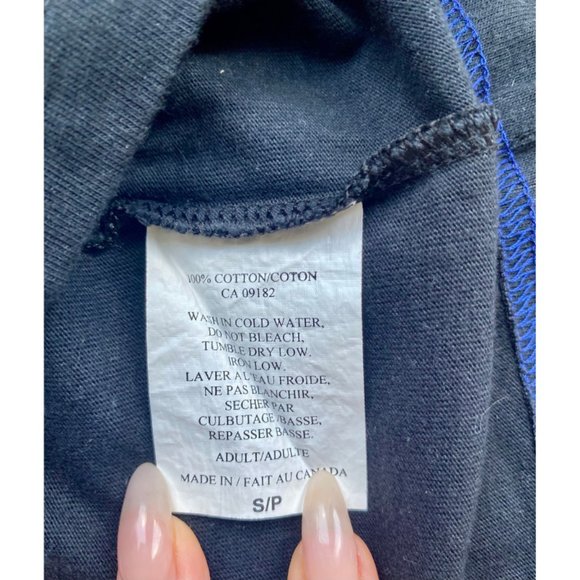 100% COTTON/COTON
CA 09182
WASH IN COLD WATER,
DO NOT BLEACH,
TUMBLE DRY LOW.
IRON LOW.
LAVER AL'EAU FROIDE,
NE PAS BLANCHIR,
SECHER PAR
CULBUTAGE /BASSE,
REPASSER BASSE.
ADULT/ADULTE
MADE IN / FAIT AU CANADA
S/P